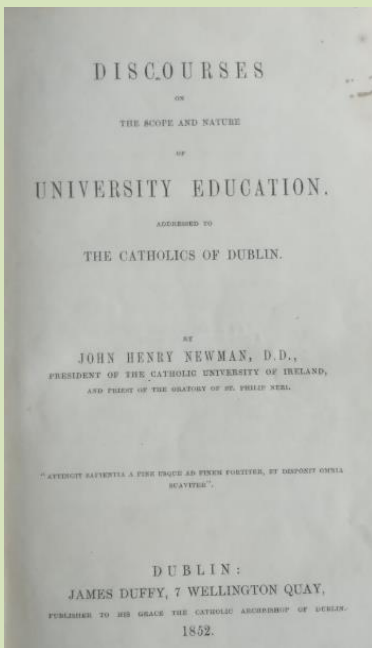 DISCOURSES
ON
THE SCOPE AND NATURE
OF
UNIVERSITY EDUCATION.
ADDRESSED TO
THE CATHOLICS OF DUBLIN.
BY
JOHN HENRY NEWMAN, D.D.,
PRESIDENT OF THE CATHOLIC UNIVERSITY OF IRELAND,
AND PRIEST OF THE ORATORY OF ST. PHILIP NERI.
"ATTINGIT SAPIENTIA A FINE USQUE AD FINEM FORTITER, ET DISPONIT OMNIA
SUAVITER".
DUBLIN:
JAMES DUFFY, 7 WELLINGTON QUAY,
PUBLISHER TO HIS GRACE THE CATHOLIC ARCHBISHOP OF DUBLIN.
1852.